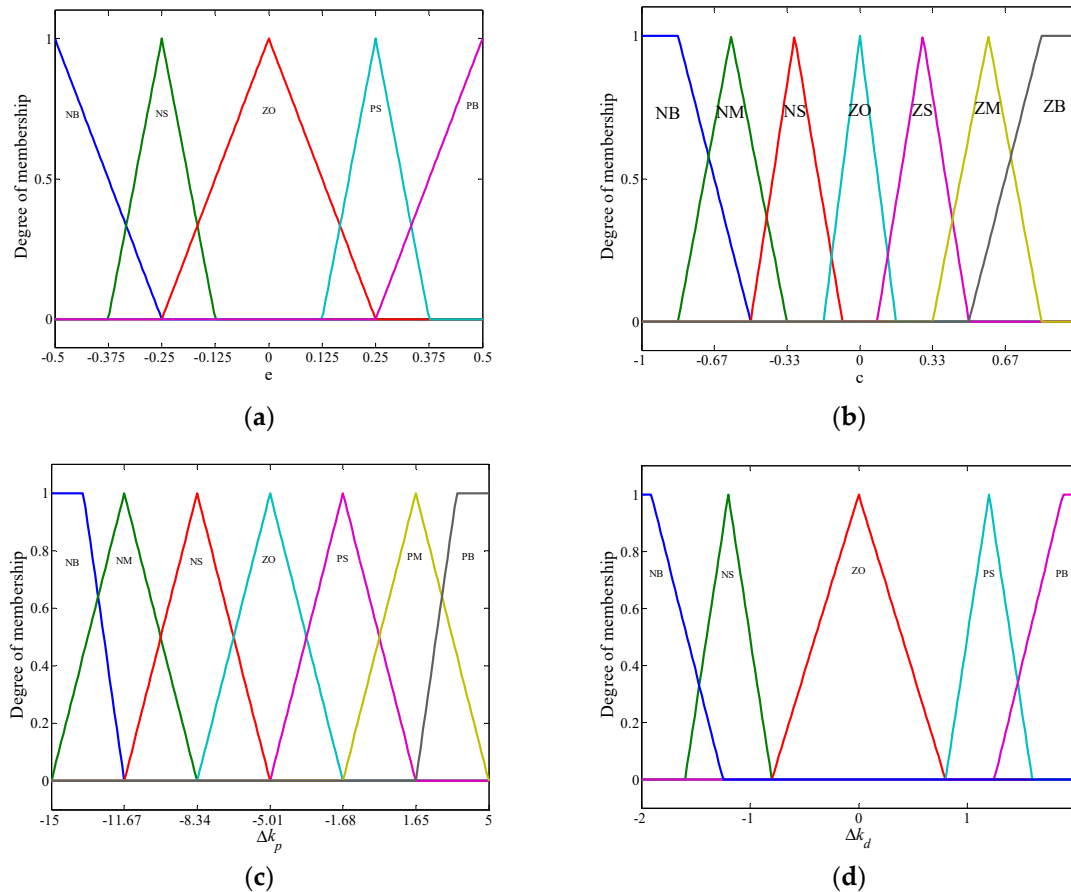 1
NB
NS
ZO
PS
PB
0.5
0
Degree of membership
-0.5 -0.375 -0.25 -0.125 0 0.125 0.25 0.375 0.5
e
(a)
1
NB NM NS ZO ZS ZM ZB
0.5
0
Degree of membership
-1 -0.67 -0.33 0 0.33 0.67
c
(b)
1
0.8
NB NM NS ZO PS PM PB
0.6
0.4
0.2
0
Degree of membership
-15 -11.67 -8.34 -5.01 -1.68 1.65 5
Δkp
(c)
1
0.8
NB NS ZO PS PB
0.6
0.4
0.2
0
Degree of membership
-2 -1 0 1
Δkd
(d)